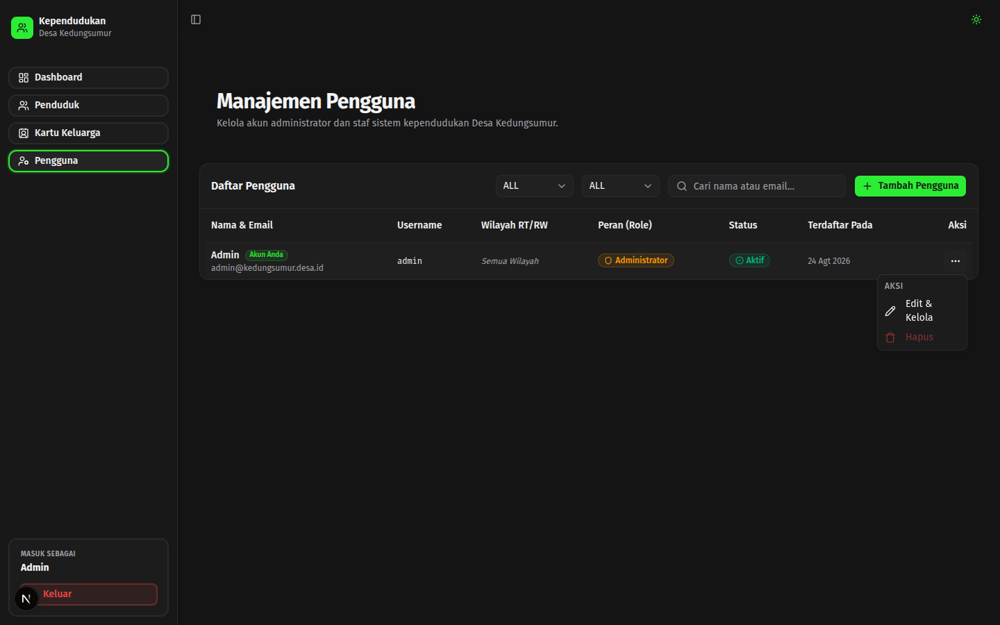 Kependudukan
Desa Kedungsumur
Dashboard
Penduduk
Kartu Keluarga
Pengguna
MASUK SEBAGAI
Admin
Keluar
N
Manajemen Pengguna
Kelola akun administrator dan staf sistem kependudukan Desa Kedungsumur.
Daftar Pengguna ALL ALL Cari nama atau email... Tambah Pengguna
Nama & Email Username Wilayah RT/RW Peran (Role) Status Terdaftar Pada Aksi
Admin Akun Anda
admin@kedungsumur.desa.id admin Semua Wilayah Administrator Aktif 24 Agt 2026
AKSI
Edit &
Kelola
Hapus